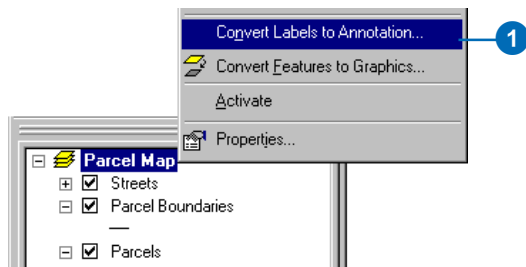 Convert Labels to Annotation...
1
Convert Features to Graphics...
Activate
Properties...
Parcel Map
Streets
Parcel Boundaries
Parcels